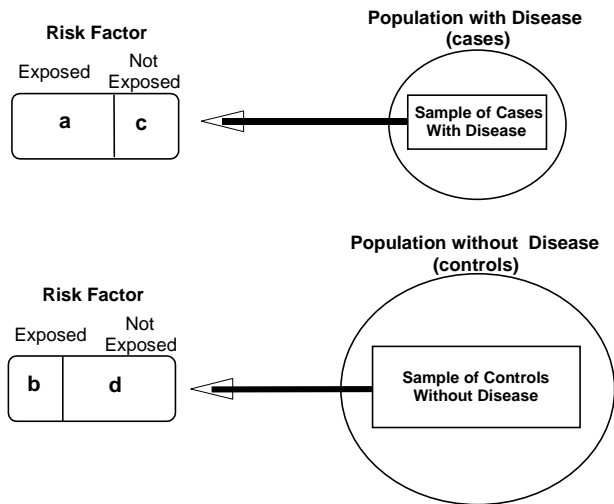 Population with Disease
(cases)
Risk Factor
Exposed
Not
Exposed
a
c
Sample of Cases
With Disease
Population without Disease
(controls)
Risk Factor
Exposed
Not
Exposed
b
d
Sample of Controls
Without Disease